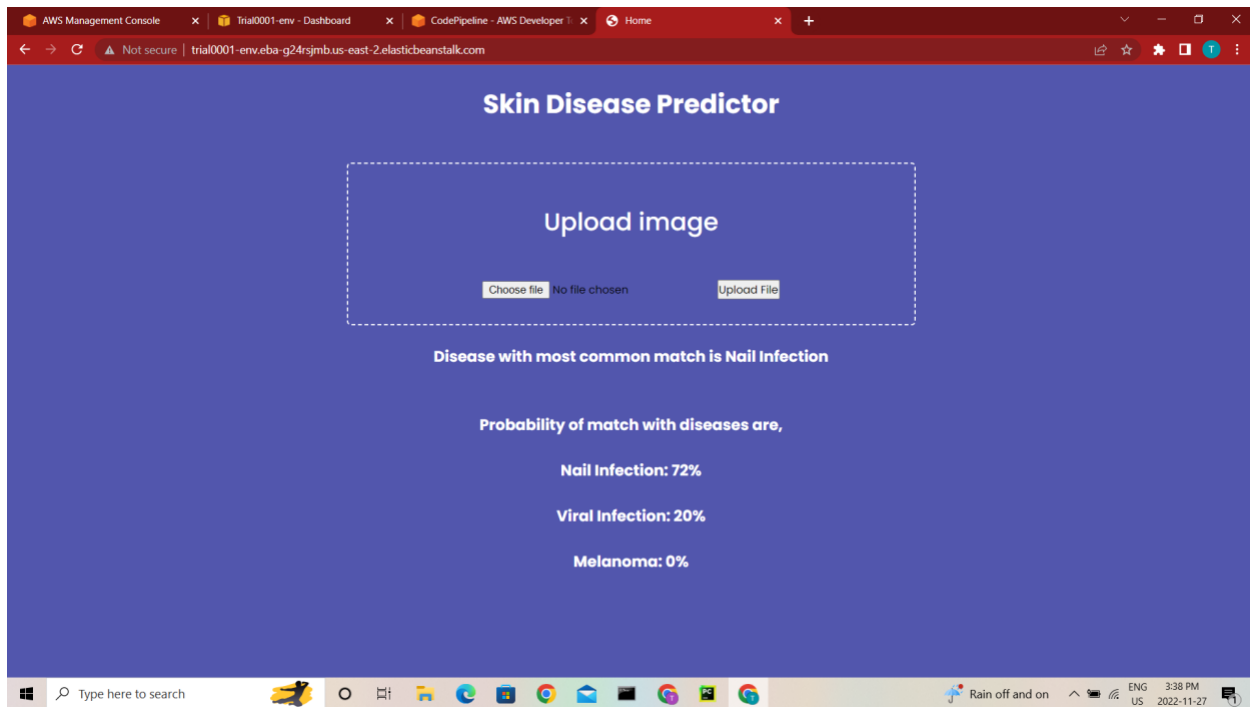 AWS Management Console
Trial0001-env - Dashboard
CodePipeline - AWS Developer
Home
Not secure
trial0001-env.eba-g24rsjmb.us-east-2.elasticbeanstalk.com
T
Skin Disease Predictor
Upload image
Choose file No file chosen
Upload File
Disease with most common match is Nail Infection
Probability of match with diseases are,
Nail Infection: 72%
Viral Infection: 20%
Melanoma: 0%
Type here to search
Rain off and on
ENG
US
3:38 PM
2022-11-27
1